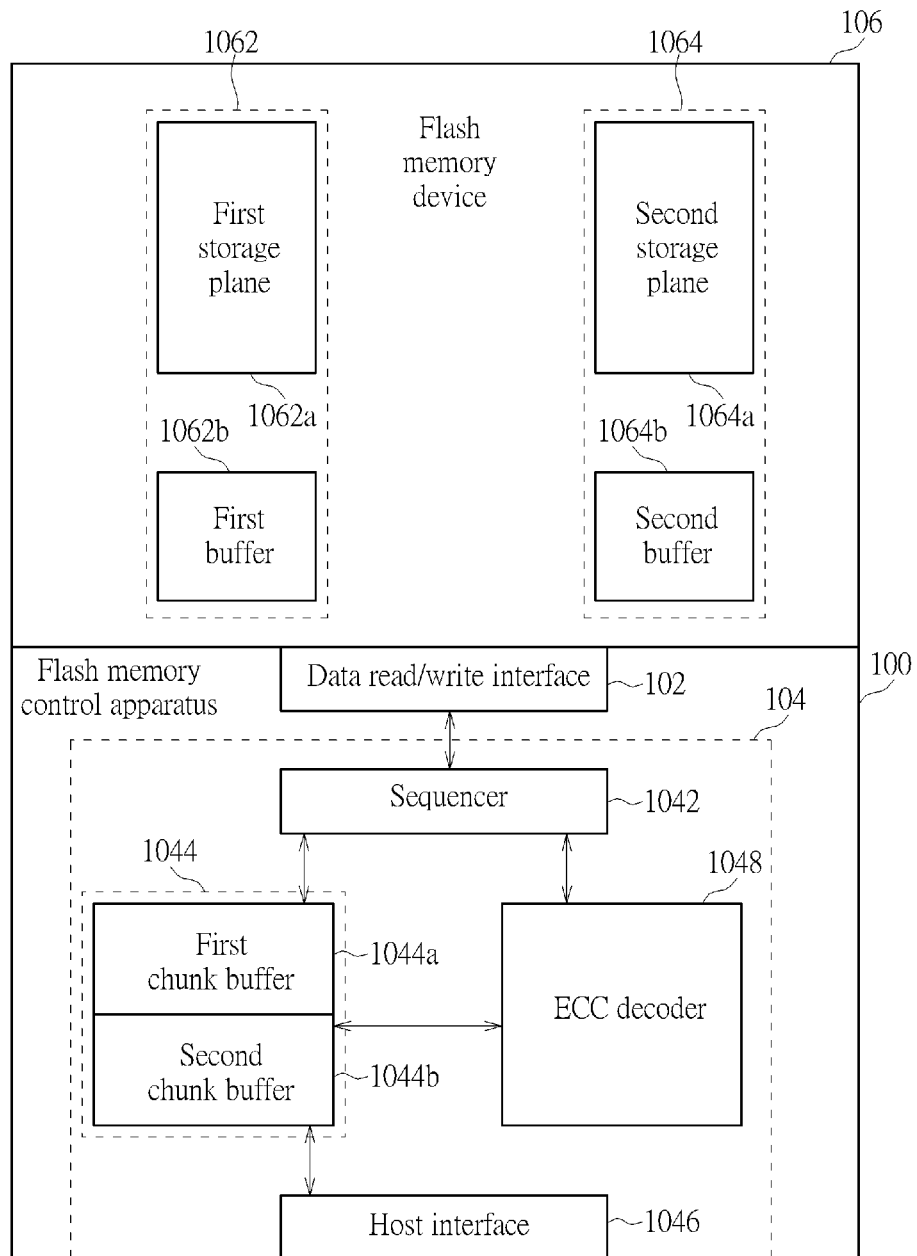 106
1062
1064
Flash
memory
device
First
storage
plane
Second
storage
plane
1062a
1064a
1062b
1064b
First
buffer
Second
buffer
Flash memory
control apparatus
Data read/write interface
102
100
104
Sequencer
1042
1044
1048
First
chunk buffer
1044a
ECC decoder
Second
chunk buffer
1044b
Host interface
1046